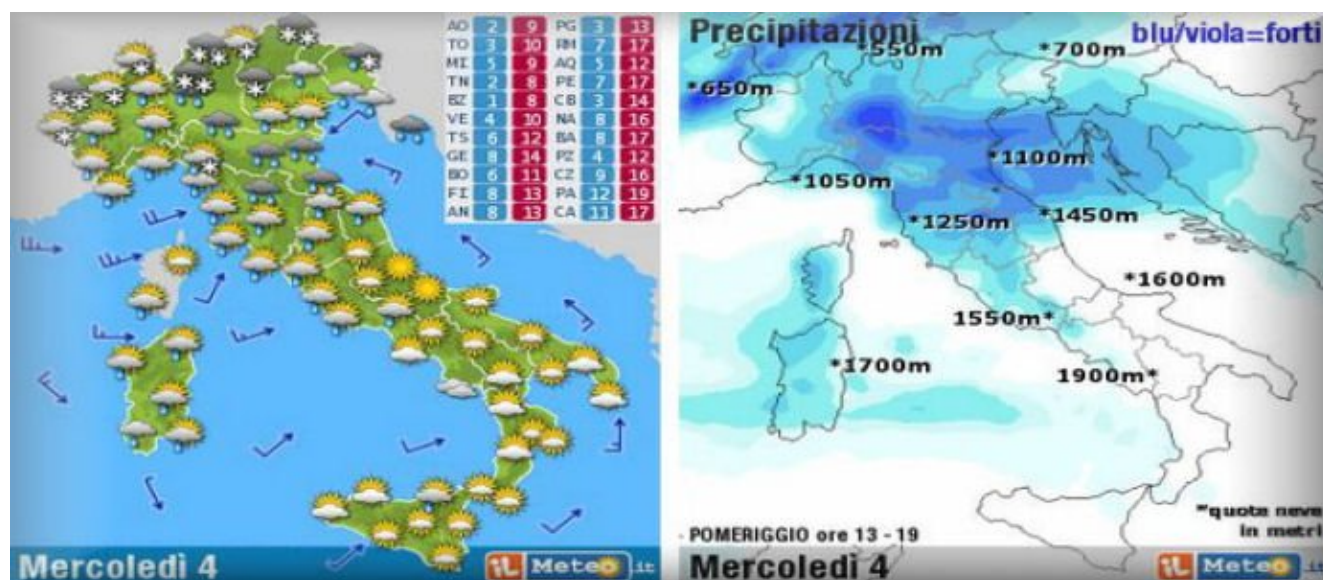 AO 2 9 PG 3 13
TO 3 10 RM 7 17
MI 5 9 AQ 5 12
TN 2 8 PE 7 17
BZ 1 8 CB 3 14
VE 4 10 NA 8 16
TS 6 12 BA 8 17
GE 8 14 PZ 4 12
BO 6 11 CZ 9 16
FI 8 13 PA 12 19
AN 8 13 CA 11 17
Mercoledì 4
iL Meteo.it
Precipitazioni
blu/viola=forti
*550m
*700m
*650m
*1100m
*1050m
*1250m
*1450m
*1600m
1550m*
*1700m
1900m*
*quote neve
in metri
POMERIGGIO ore 13 - 19
Mercoledì 4
iL Meteo.it